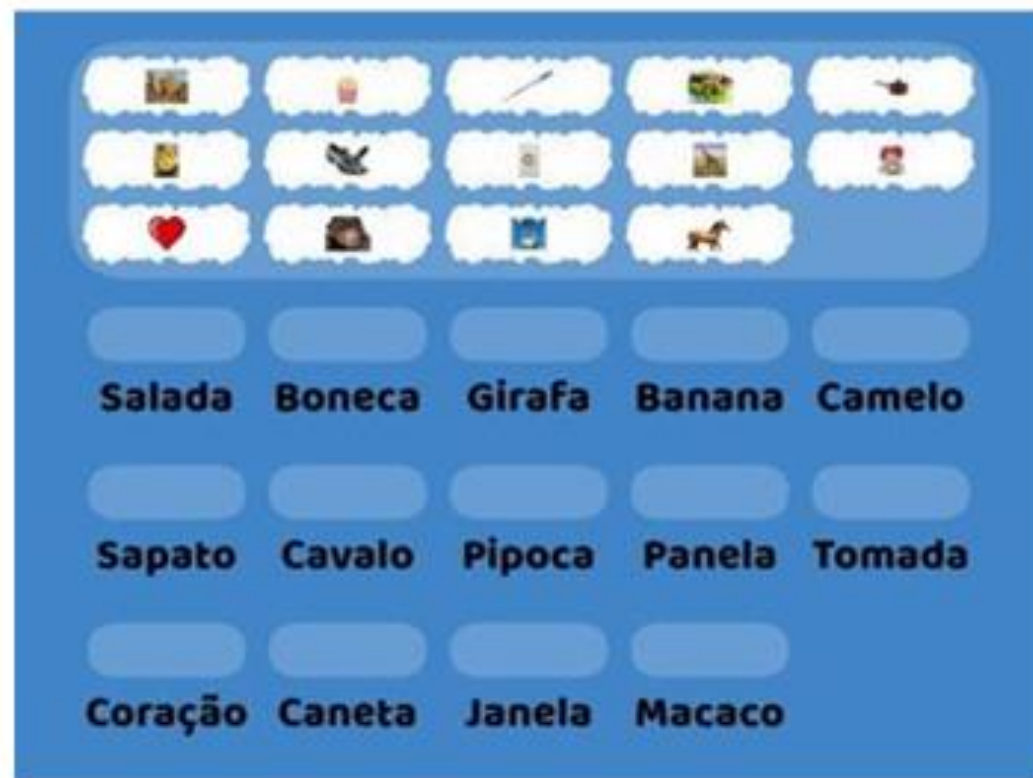 Salada Boneca Girafa Banana Camelo
Sapato Cavalo Pipoca Panela Tomada
Coração Caneta Janela Macaco